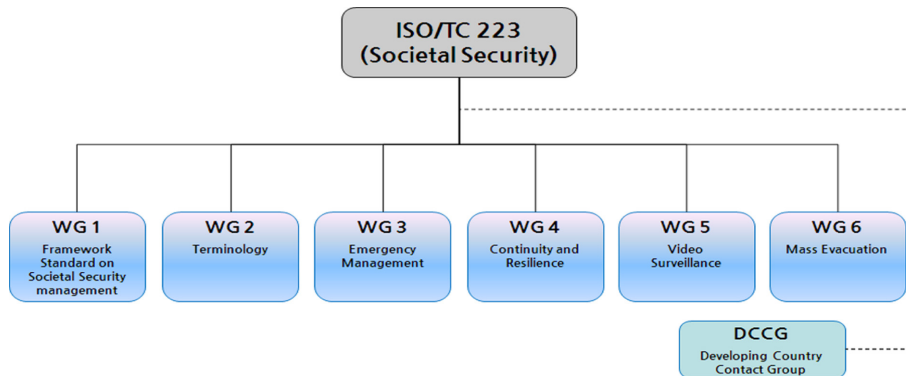 ISO/TC 223
(Societal Security)
WG 1
Framework
Standard on
Societal Security
management
WG 2
Terminology
WG 3
Emergency
Management
WG 4
Continuity and
Resilience
WG 5
Video
Surveillance
WG 6
Mass Evacuation
DCCG
Developing Country
Contact Group